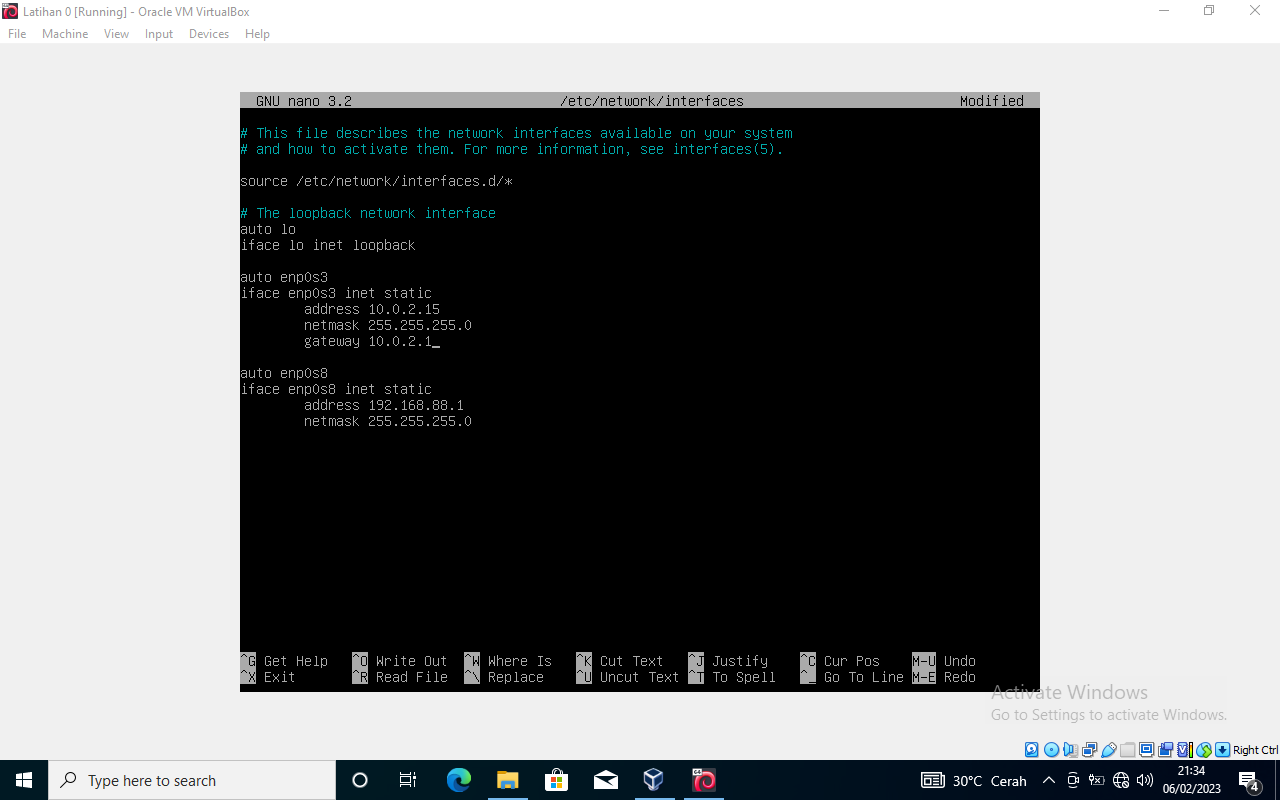 Latihan 0 [Running] - Oracle VM VirtualBox
File Machine View Input Devices Help
GNU nano 3.2 /etc/network/interfaces Modified
# This file describes the network interfaces available on your system
# and how to activate them. For more information, see interfaces(5).
source /etc/network/interfaces.d/*
# The loopback network interface
auto lo
iface lo inet loopback
auto enp0s3
iface enp0s3 inet static
address 10.0.2.15
netmask 255.255.255.0
gateway 10.0.2.1_
auto enp0s8
iface enp0s8 inet static
address 192.168.88.1
netmask 255.255.255.0
^G Get Help ^O Write Out ^W Where Is ^K Cut Text ^J Justify ^C Cur Pos M-U Undo
^X Exit ^R Read File ^\ Replace ^U Uncut Text ^T To Spell ^_ Go To Line M-E Redo
Activate Windows
Go to Settings to activate Windows.
Right Ctrl
Type here to search
30°C Cerah
21:34
06/02/2023
4